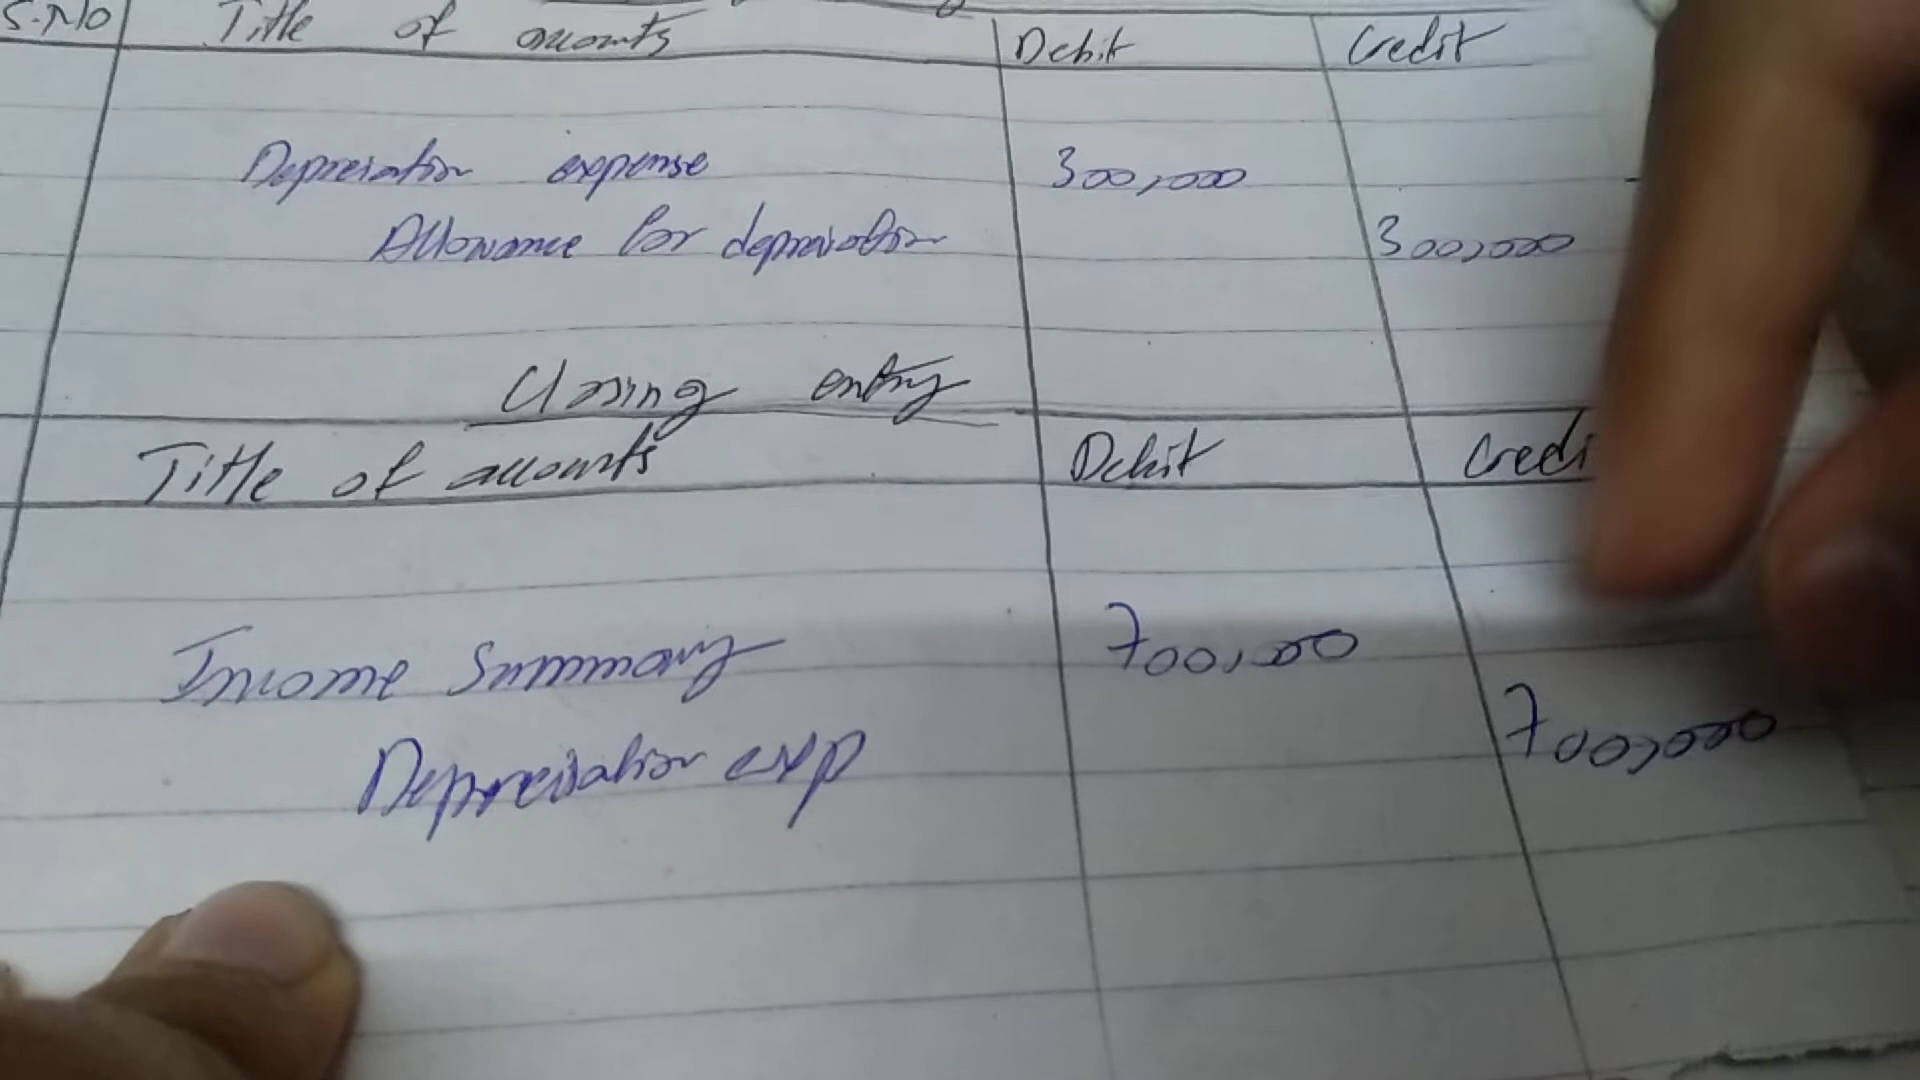 S.No Title of accounts Debit Credit
Depreciation expense 300,000
Allowance for depreciation 300,000
Closing entry
Title of accounts Debit Credi
Income Summary 700,000
Depreciation exp 700,000